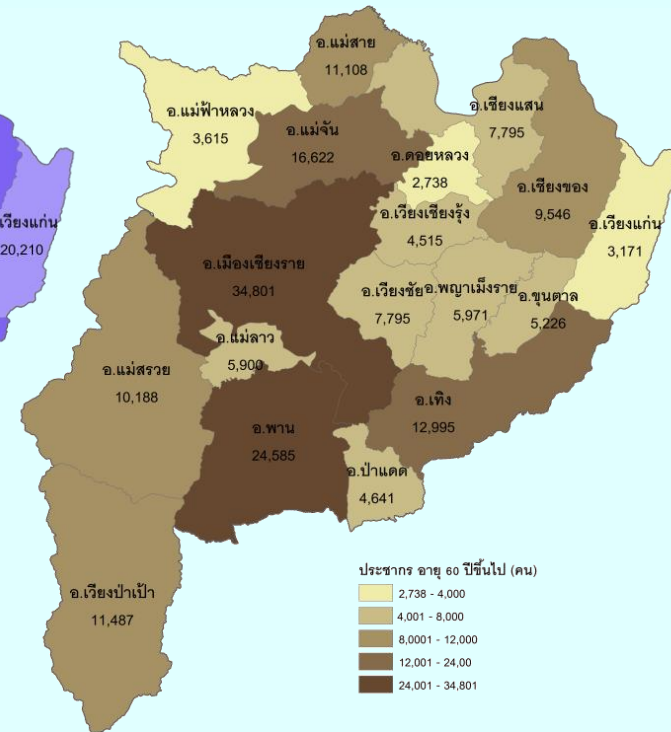 อ.แม่สาย
11,108
อ.แม่ฟ้าหลวง
3,615
อ.แม่จัน
16,622
อ.เชียงแสน
7,795
อ.ดอยหลวง
2,738
อ.เชียงของ
9,546
อ.เวียงเชียงรุ้ง
4,515
อ.เวียงแก่น
3,171
เวียงแก่น
20,210
อ.เมืองเชียงราย
34,801
อ.เวียงชัย
7,795
อ.พญาเม็งราย
5,971
อ.ขุนตาล
5,226
อ.แม่ลาว
5,900
อ.แม่สรวย
10,188
อ.เทิง
12,995
อ.พาน
24,585
อ.ป่าแดด
4,641
อ.เวียงป่าเป้า
11,487
ประชากร อายุ 60 ปีขึ้นไป (คน)
2,738 - 4,000
4,001 - 8,000
8,0001 - 12,000
12,001 - 24,00
24,001 - 34,801